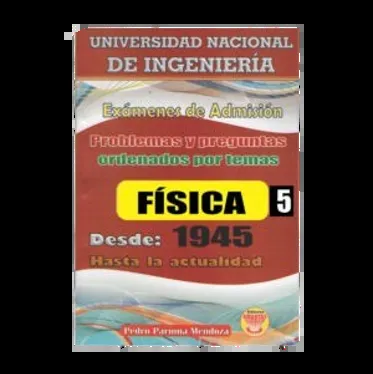 UNIVERSIDAD NACIONAL
DE INGENIERÍA
Exámenes de Admisión
Problemas y preguntas
ordenados por temas
FÍSICA 5
Desde: 1945
Hasta la actualidad
Pedro Paruma Mendoza